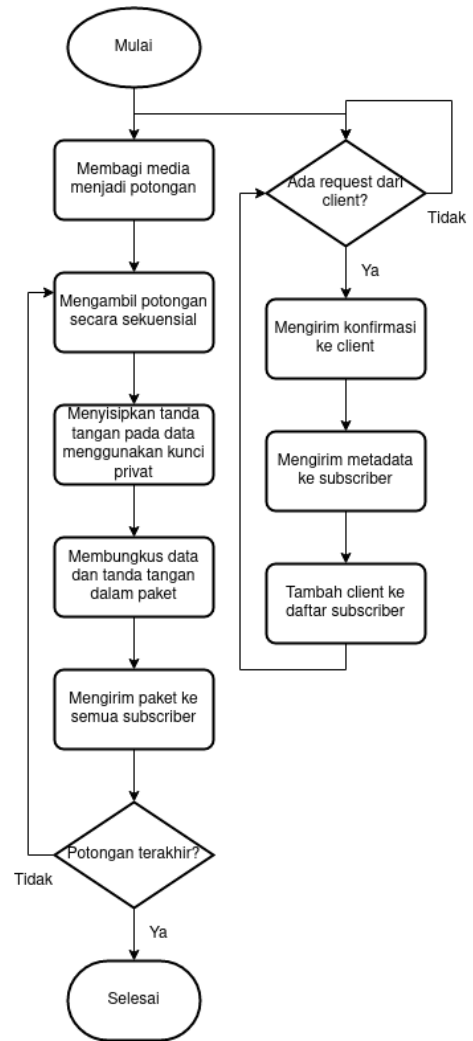 Mulai
Membagi media
menjadi potongan
Mengambil potongan
secara sekuensial
Menyisipkan tanda
tangan pada data
menggunakan kunci
privat
Membungkus data
dan tanda tangan
dalam paket
Mengirim paket ke
semua subscriber
Potongan terakhir?
Tidak
Ya
Selesai
Ada request dari
client?
Tidak
Ya
Mengirim konfirmasi
ke client
Mengirim metadata
ke subscriber
Tambah client ke
daftar subscriber